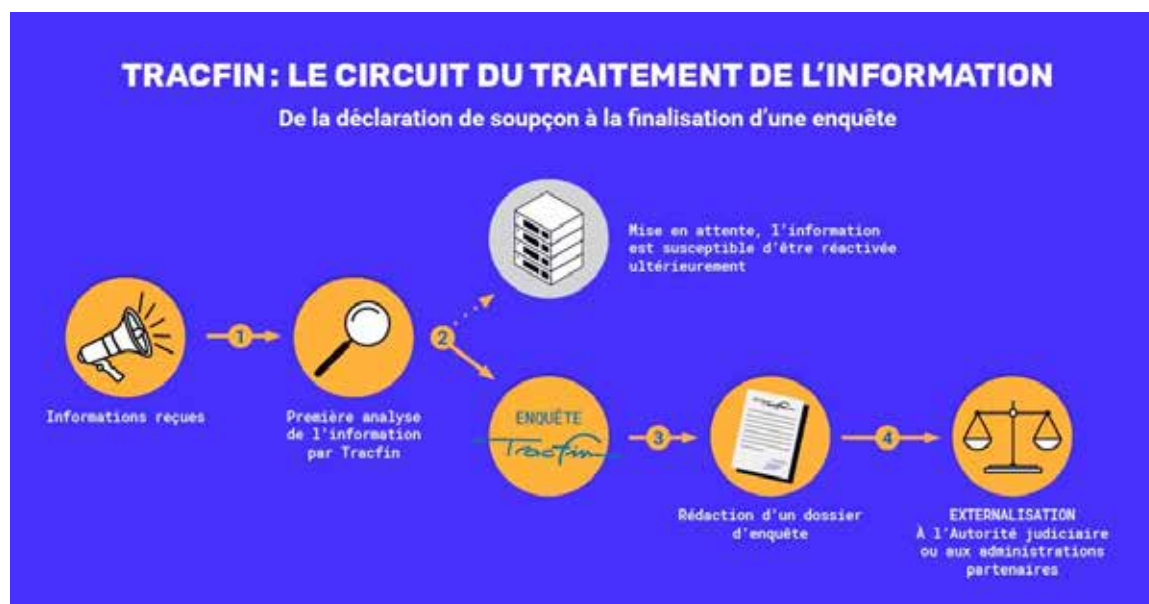 TRACFIN : LE CIRCUIT DU TRAITEMENT DE L'INFORMATION
De la déclaration de soupçon à la finalisation d'une enquête
Mise en attente, l'information
est susceptible d'être réactivée
ultérieurement
1
2
Informations reçues
Première analyse
de l'information
par Tracfin
ENQUÊTE
Tracfin
3
4
Rédaction d'un dossier
d'enquête
EXTERNALISATION
À l'Autorité judiciaire
ou aux administrations
partenaires